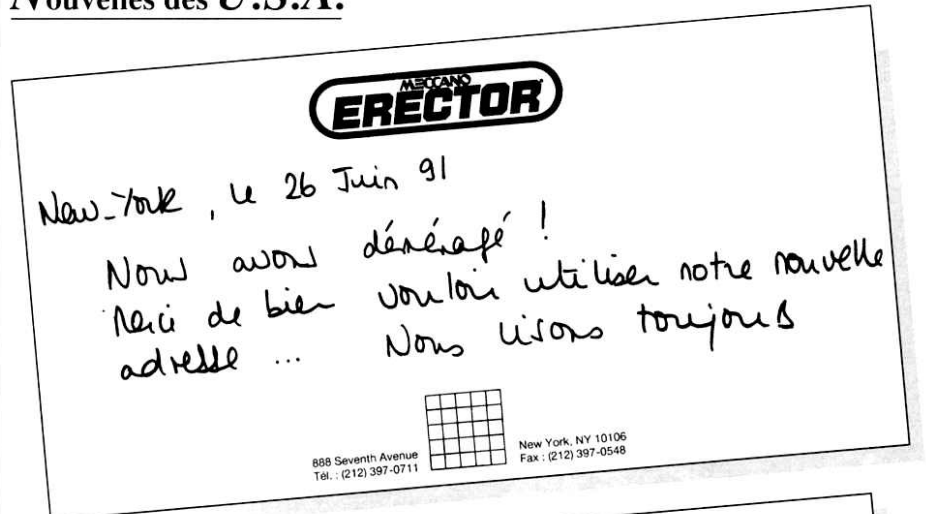 Nouvelles des U.S.A.
MECCANO
ERECTOR
New-York, le 26 Juin 91
Nous avons déménagé !
Merci de bien vouloir utiliser notre nouvelle
adresse ... Nous lisons toujours
888 Seventh Avenue
Tél. : (212) 397-0711
New York, NY 10106
Fax : (212) 397-0548